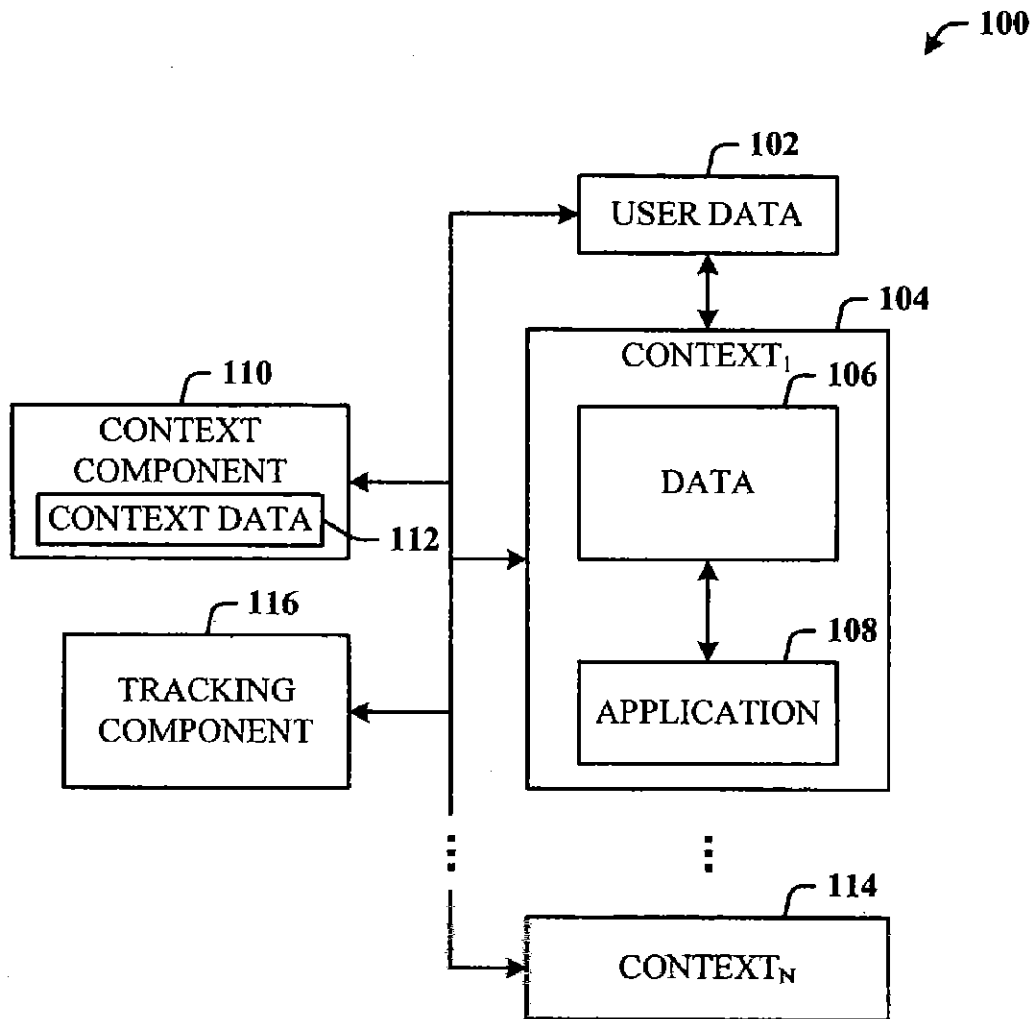 100
102
USER DATA
104
CONTEXT1
106
DATA
110
CONTEXT
COMPONENT
CONTEXT DATA
112
116
TRACKING
COMPONENT
108
APPLICATION
114
CONTEXTN